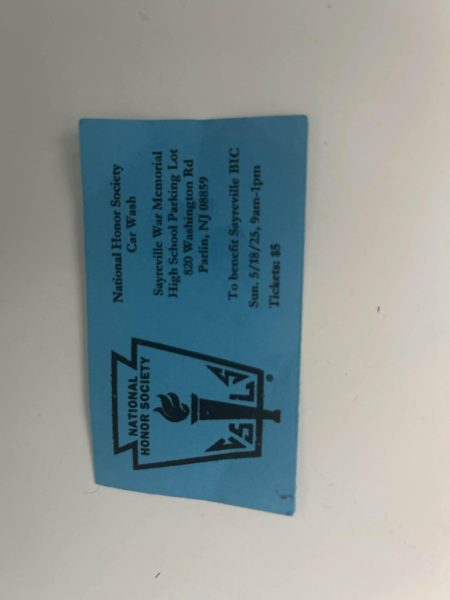 National Honor Society
Car Wash
Sayreville War Memorial
High School Parking Lot
820 Washington Rd
Parlin, NJ 08859
To benefit Sayreville BIC
Sun. 5/18/25, 9am-1pm
Tickets: $5
NATIONAL
HONOR SOCIETY
C S L S